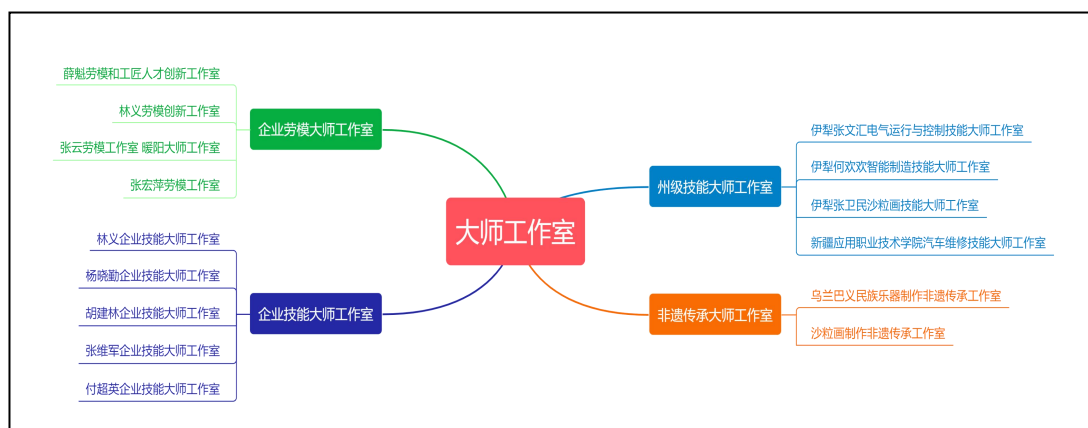 大师工作室
企业劳模大师工作室
薛魁劳模和工匠人才创新工作室
林义劳模创新工作室
张云劳模工作室 暖阳大师工作室
张宏萍劳模工作室
企业技能大师工作室
林义企业技能大师工作室
杨晓勤企业技能大师工作室
胡建林企业技能大师工作室
张维军企业技能大师工作室
付超英企业技能大师工作室
州级技能大师工作室
伊犁张文汇电气运行与控制技能大师工作室
伊犁何欢欢智能制造技能大师工作室
伊犁张卫民沙粒画技能大师工作室
新疆应用职业技术学院汽车维修技能大师工作室
非遗传承大师工作室
乌兰巴义民族乐器制作非遗传承工作室
沙粒画制作非遗传承工作室